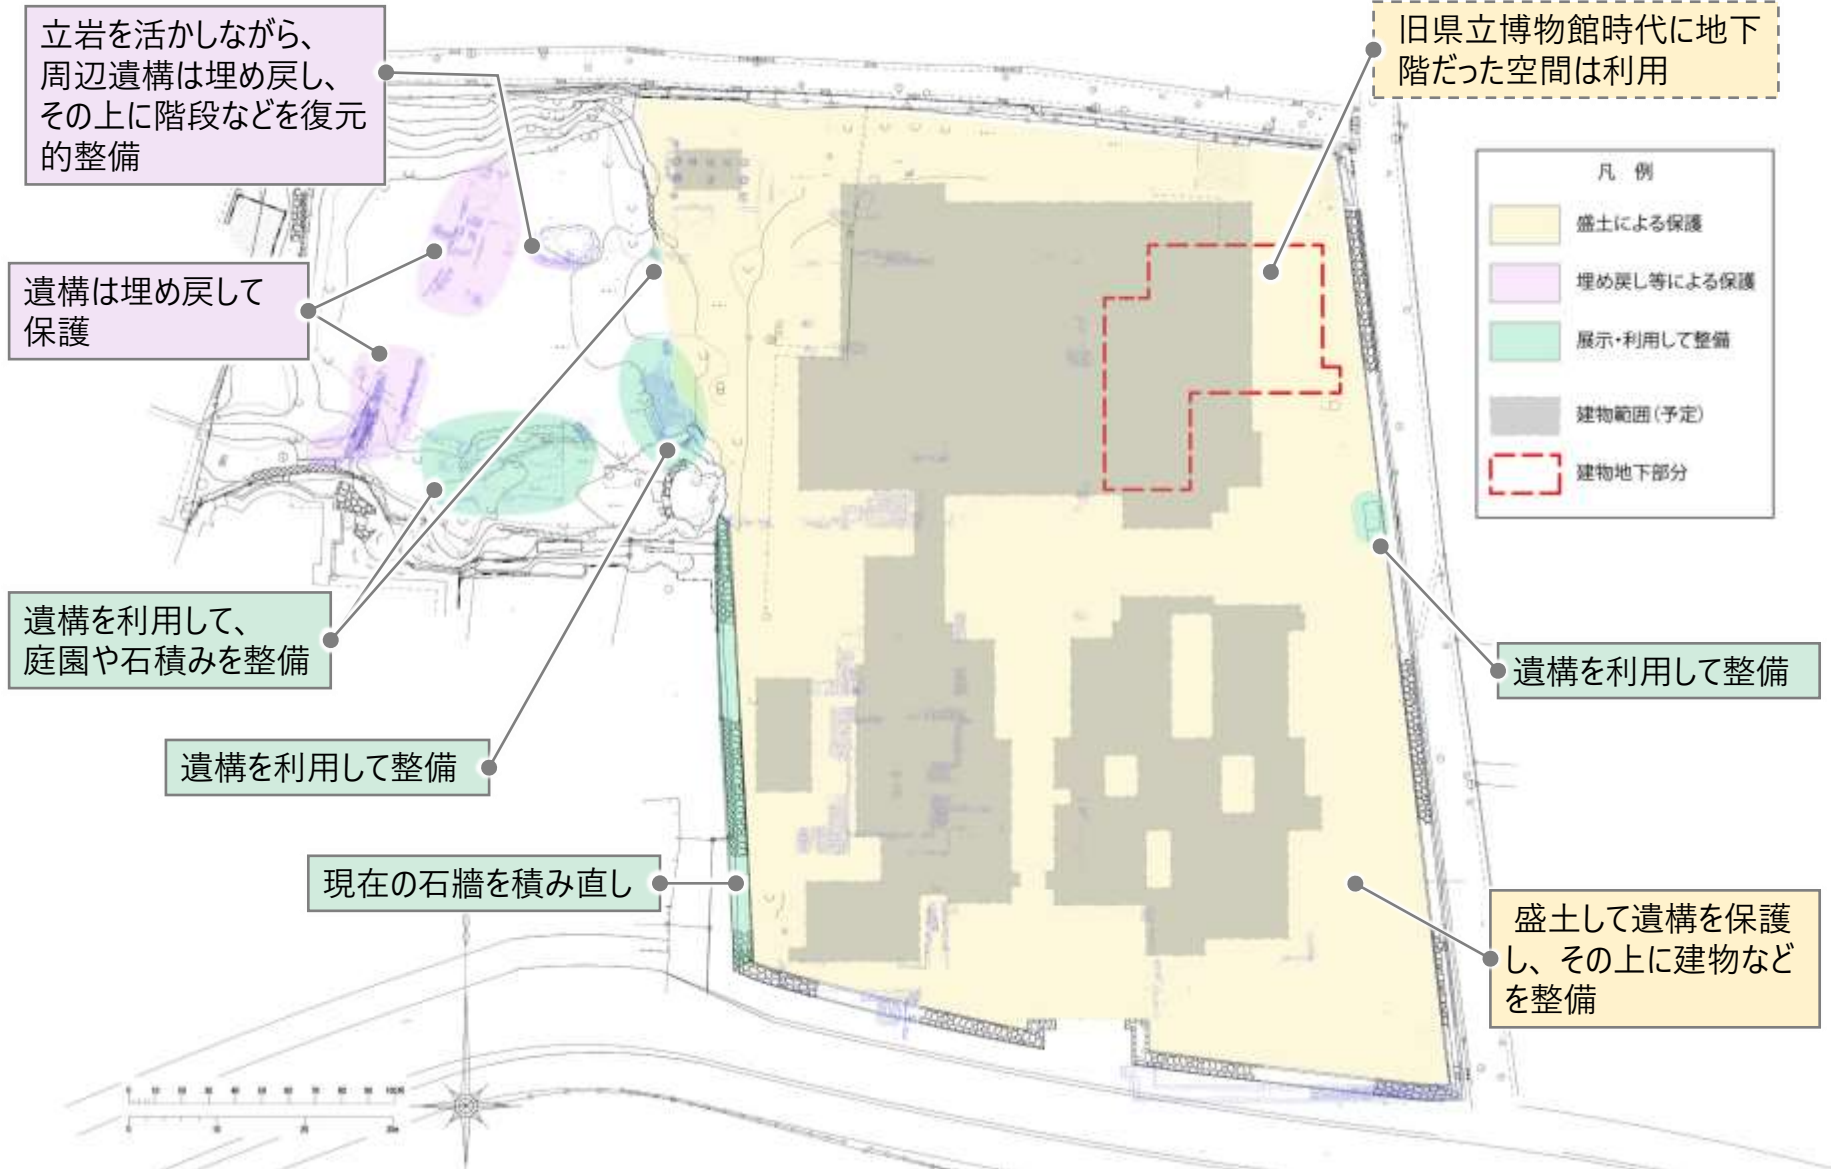 立岩を活かしながら、
周辺遺構は埋め戻し、
その上に階段などを復元
的整備
旧県立博物館時代に地下
階だった空間は利用
凡 例
盛土による保護
埋め戻し等による保護
展示・利用して整備
建物範囲(予定)
建物地下部分
遺構は埋め戻して
保護
遺構を利用して、
庭園や石積みを整備
遺構を利用して整備
遺構を利用して整備
現在の石牆を積み直し
盛土して遺構を保護
し、その上に建物など
を整備